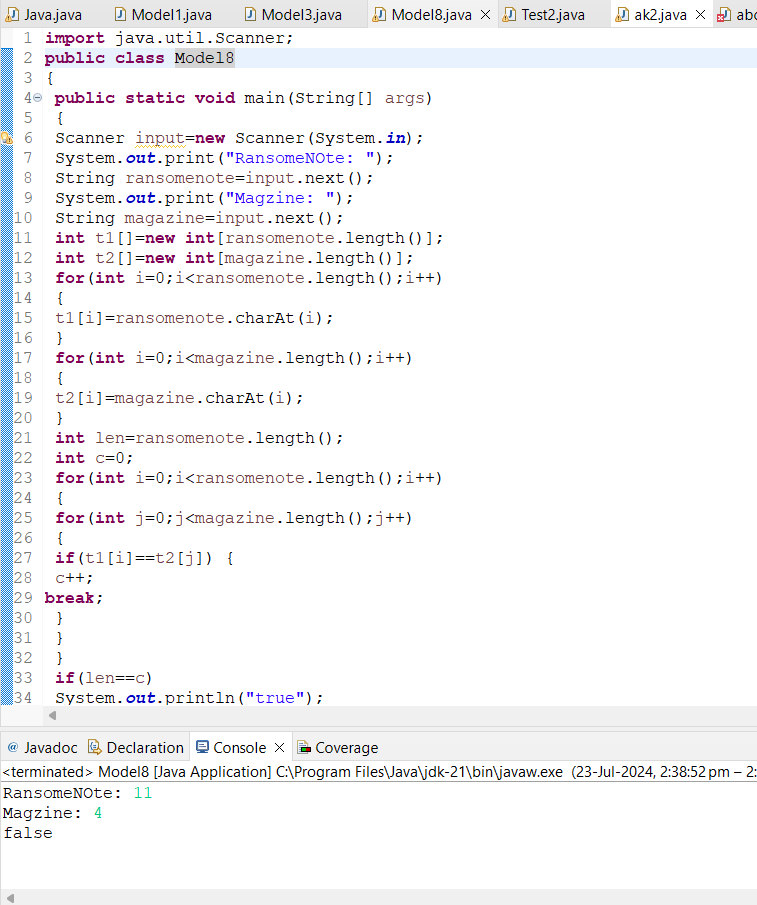 Java.java Model1.java Model3.java Model8.java Test2.java ak2.java
1 import java.util.Scanner;
2 public class Model8
3 {
4 public static void main(String[] args)
5 {
6 Scanner input=new Scanner(System.in);
7 System.out.print("RansomeNOte: ");
8 String ransomenote=input.next();
9 System.out.print("Magzine: ");
10 String magazine=input.next();
11 int t1[]=new int[ransomenote.length()];
12 int t2[]=new int[magazine.length()];
13 for(int i=0;i<ransomenote.length();i++)
14 {
15 t1[i]=ransomenote.charAt(i);
16 }
17 for(int i=0;i<magazine.length();i++)
18 {
19 t2[i]=magazine.charAt(i);
20 }
21 int len=ransomenote.length();
22 int c=0;
23 for(int i=0;i<ransomenote.length();i++)
24 {
25 for(int j=0;j<magazine.length();j++)
26 {
27 if(t1[i]==t2[j]) {
28 c++;
29 break;
30 }
31 }
32 }
33 if(len==c)
34 System.out.println("true");
@ Javadoc Declaration Console Coverage
<terminated> Model8 [Java Application] C:\Program Files\Java\jdk-21\bin\javaw.exe (23-Jul-2024, 2:38:52 pm – 2:
RansomeNOte: 11
Magzine: 4
false